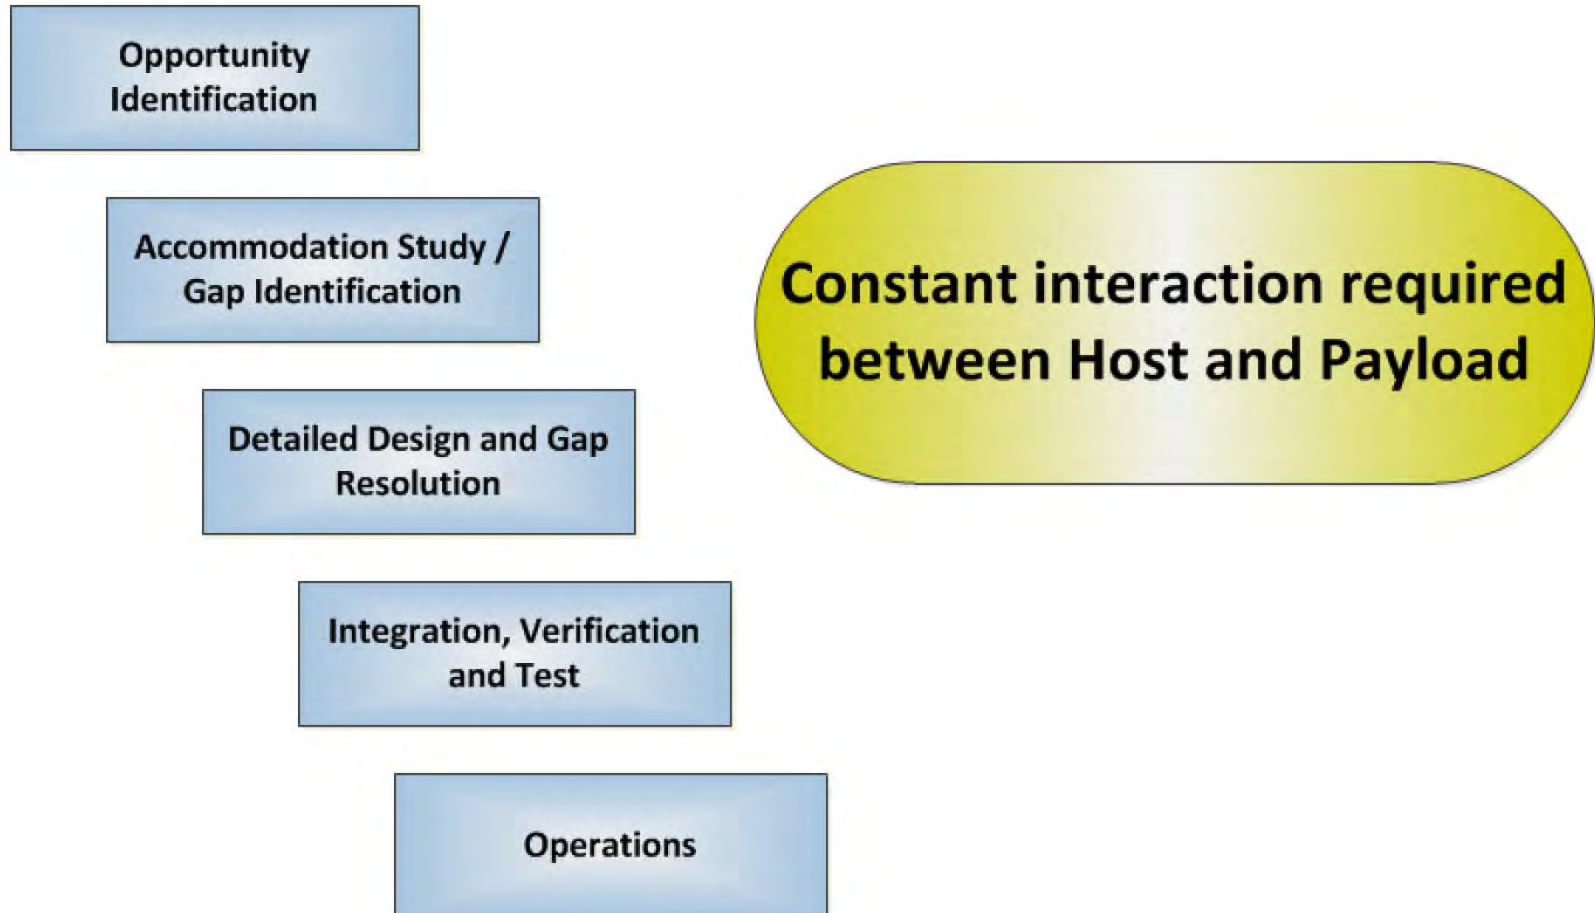 Opportunity
Identification
Accommodation Study /
Gap Identification
Constant interaction required
between Host and Payload
Detailed Design and Gap
Resolution
Integration, Verification
and Test
Operations